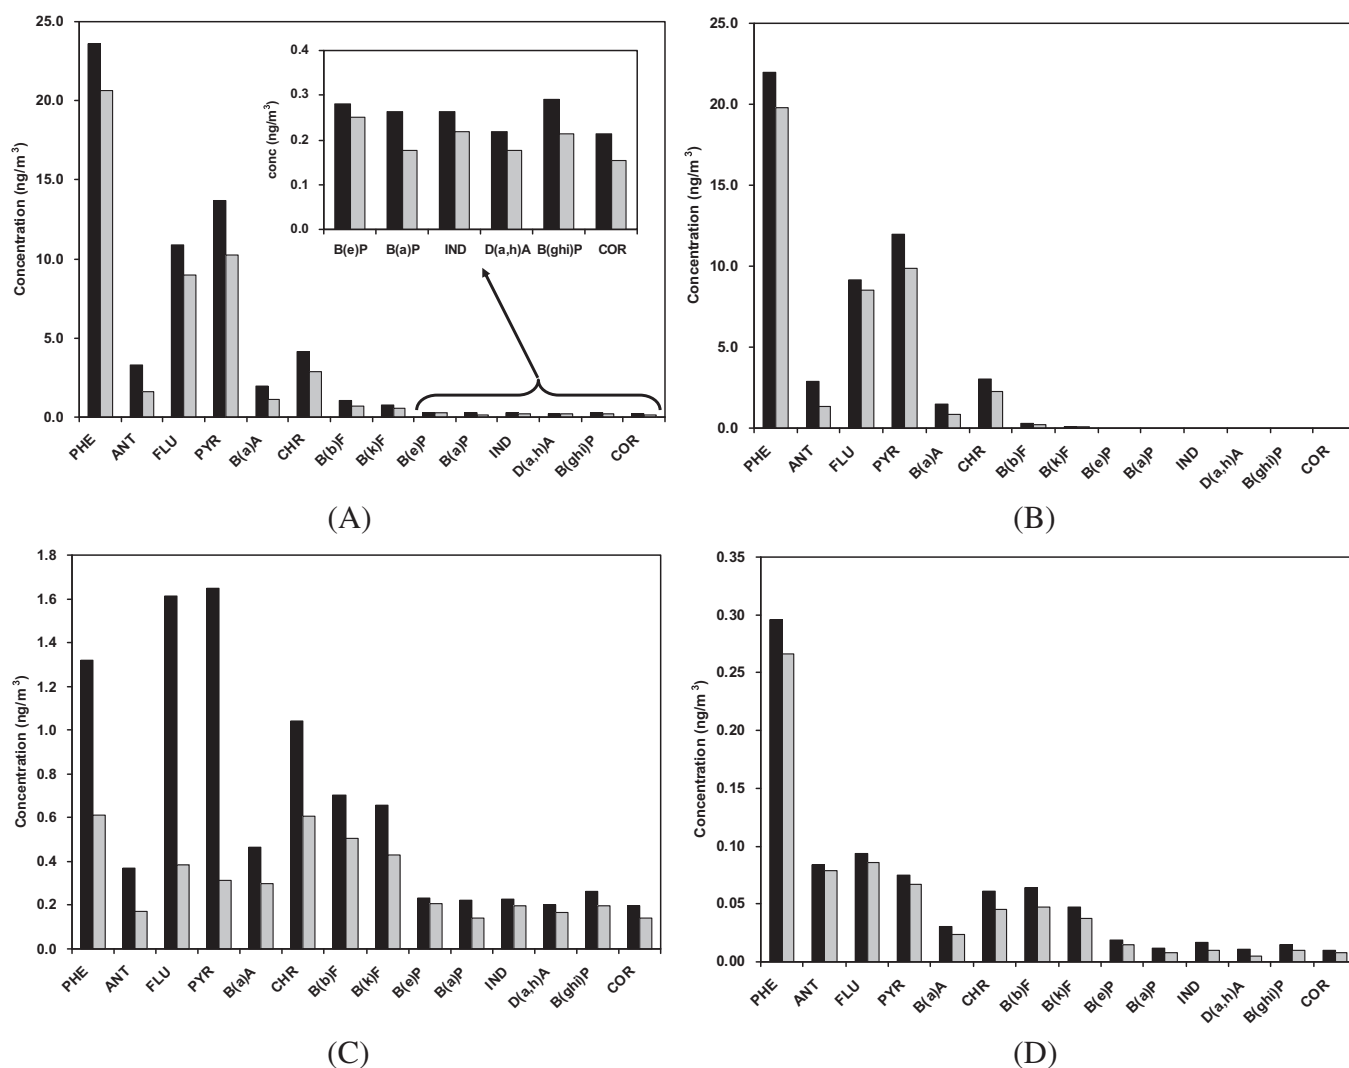 25.0
20.0
15.0
10.0
5.0
0.0
Concentration (ng/m³)
0.4
0.3
0.2
0.1
0.0
conc (ng/m³)
B(e)P B(a)P IND D(a,h)A B(ghi)P COR
PHE ANT FLU PYR B(a)A CHR B(b)F B(k)F B(e)P B(a)P IND D(a,h)A B(ghi)P COR
(A)
25.0
20.0
15.0
10.0
5.0
0.0
Concentration (ng/m³)
PHE ANT FLU PYR B(a)A CHR B(b)F B(k)F B(e)P B(a)P IND D(a,h)A B(ghi)P COR
(B)
1.8
1.6
1.4
1.2
1.0
0.8
0.6
0.4
0.2
0.0
Concentration (ng/m³)
PHE ANT FLU PYR B(a)A CHR B(b)F B(k)F B(e)P B(a)P IND D(a,h)A B(ghi)P COR
(C)
0.35
0.30
0.25
0.20
0.15
0.10
0.05
0.00
Concentration (ng/m³)
PHE ANT FLU PYR B(a)A CHR B(b)F B(k)F B(e)P B(a)P IND D(a,h)A B(ghi)P COR
(D)